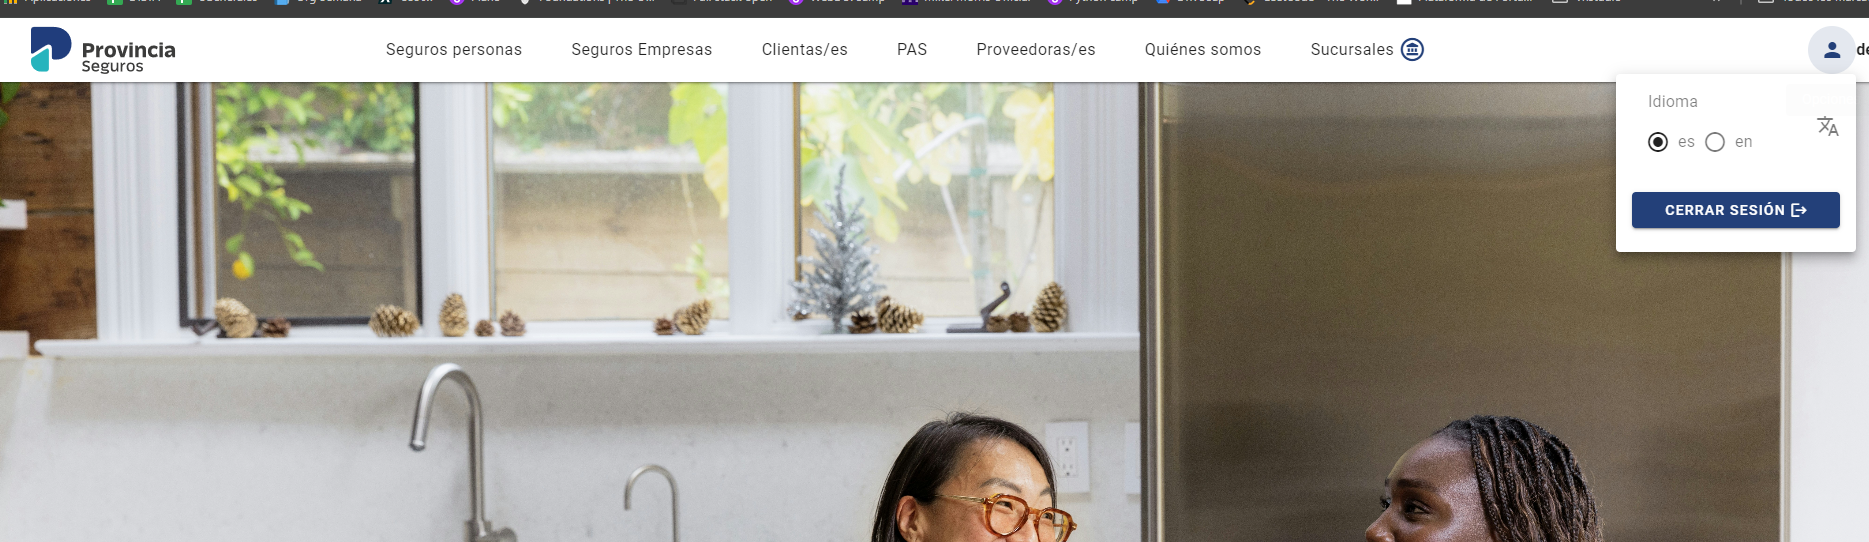 Provincia
Seguros
Seguros personas
Seguros Empresas
Clientas/es
PAS
Proveedoras/es
Quiénes somos
Sucursales
de
Idioma
es
en
CERRAR SESIÓN